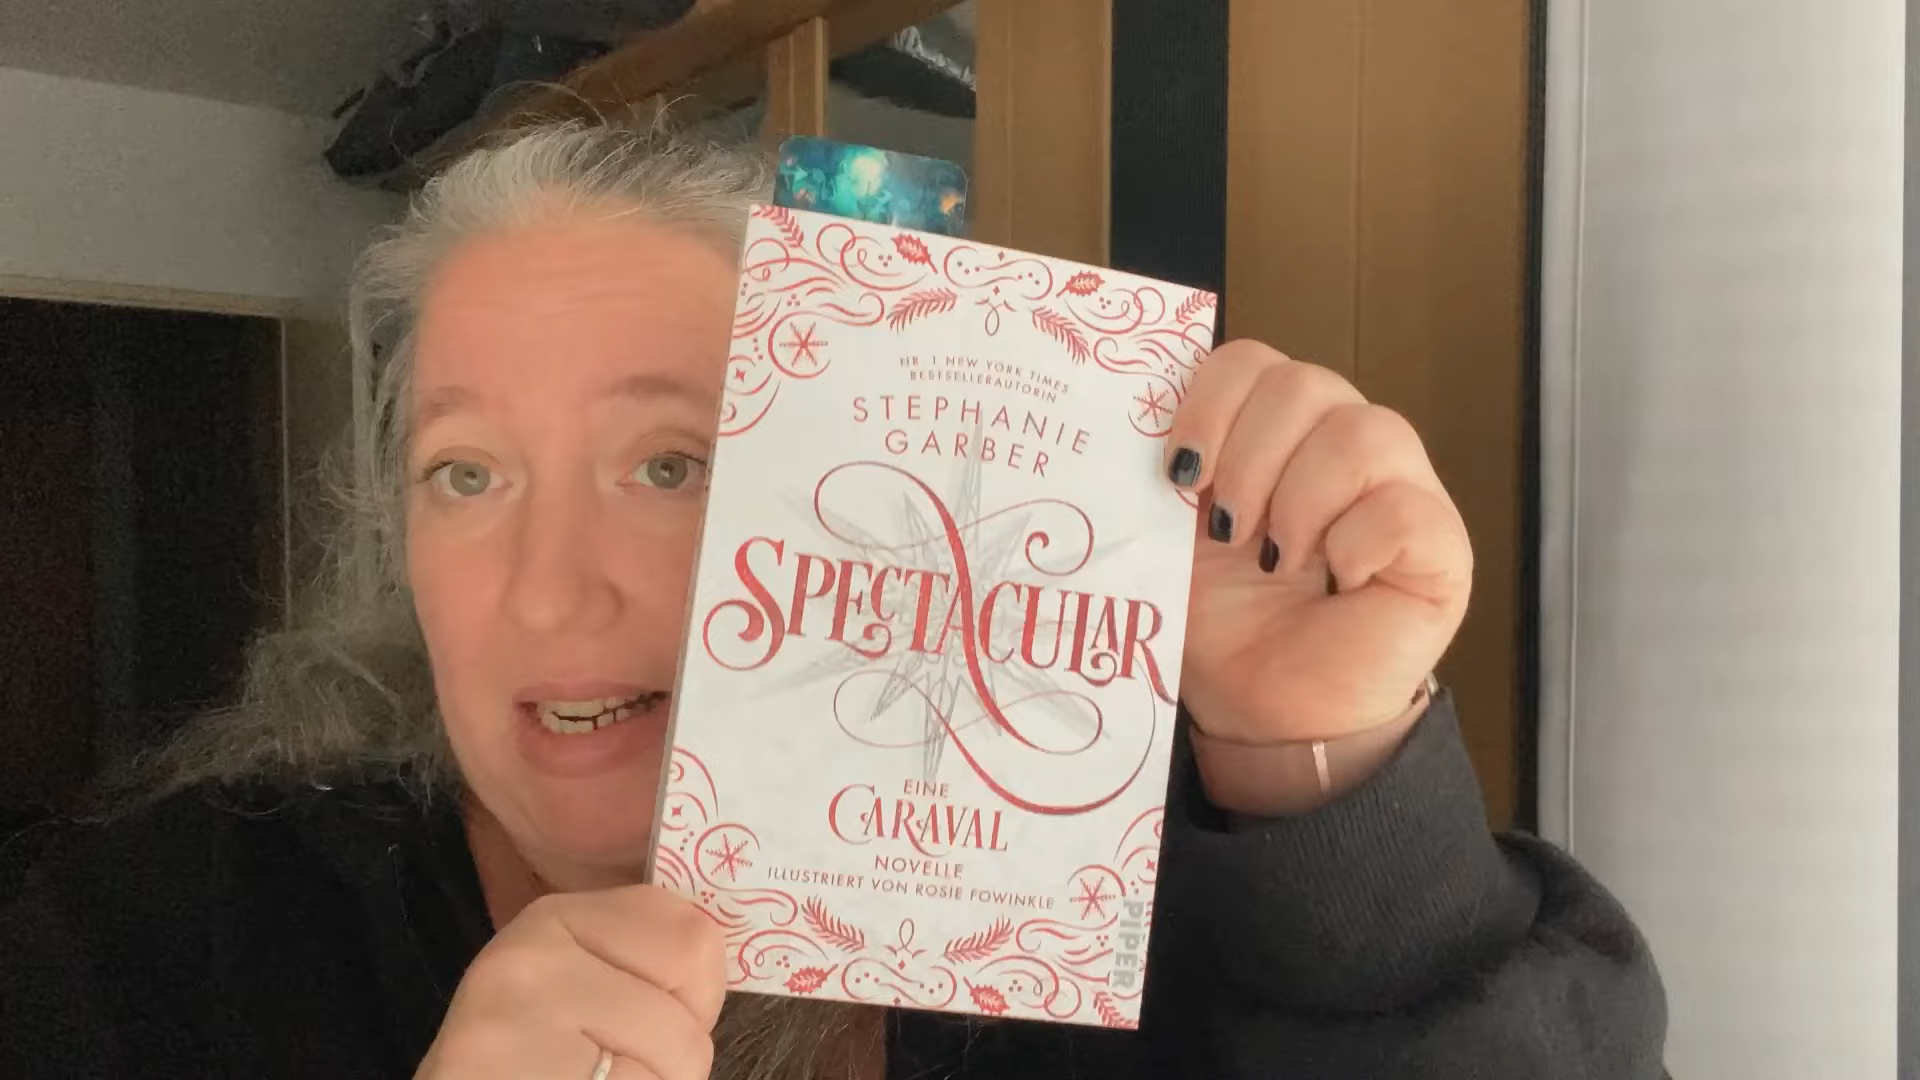 NR. 1 NEW YORK TIMES
BESTSELLERAUTORIN
STEPHANIE
GARBER
SPECTACULAR
EINE
CARAVAL
NOVELLE
ILLUSTRIERT VON ROSIE FOWINKLE
PIPER